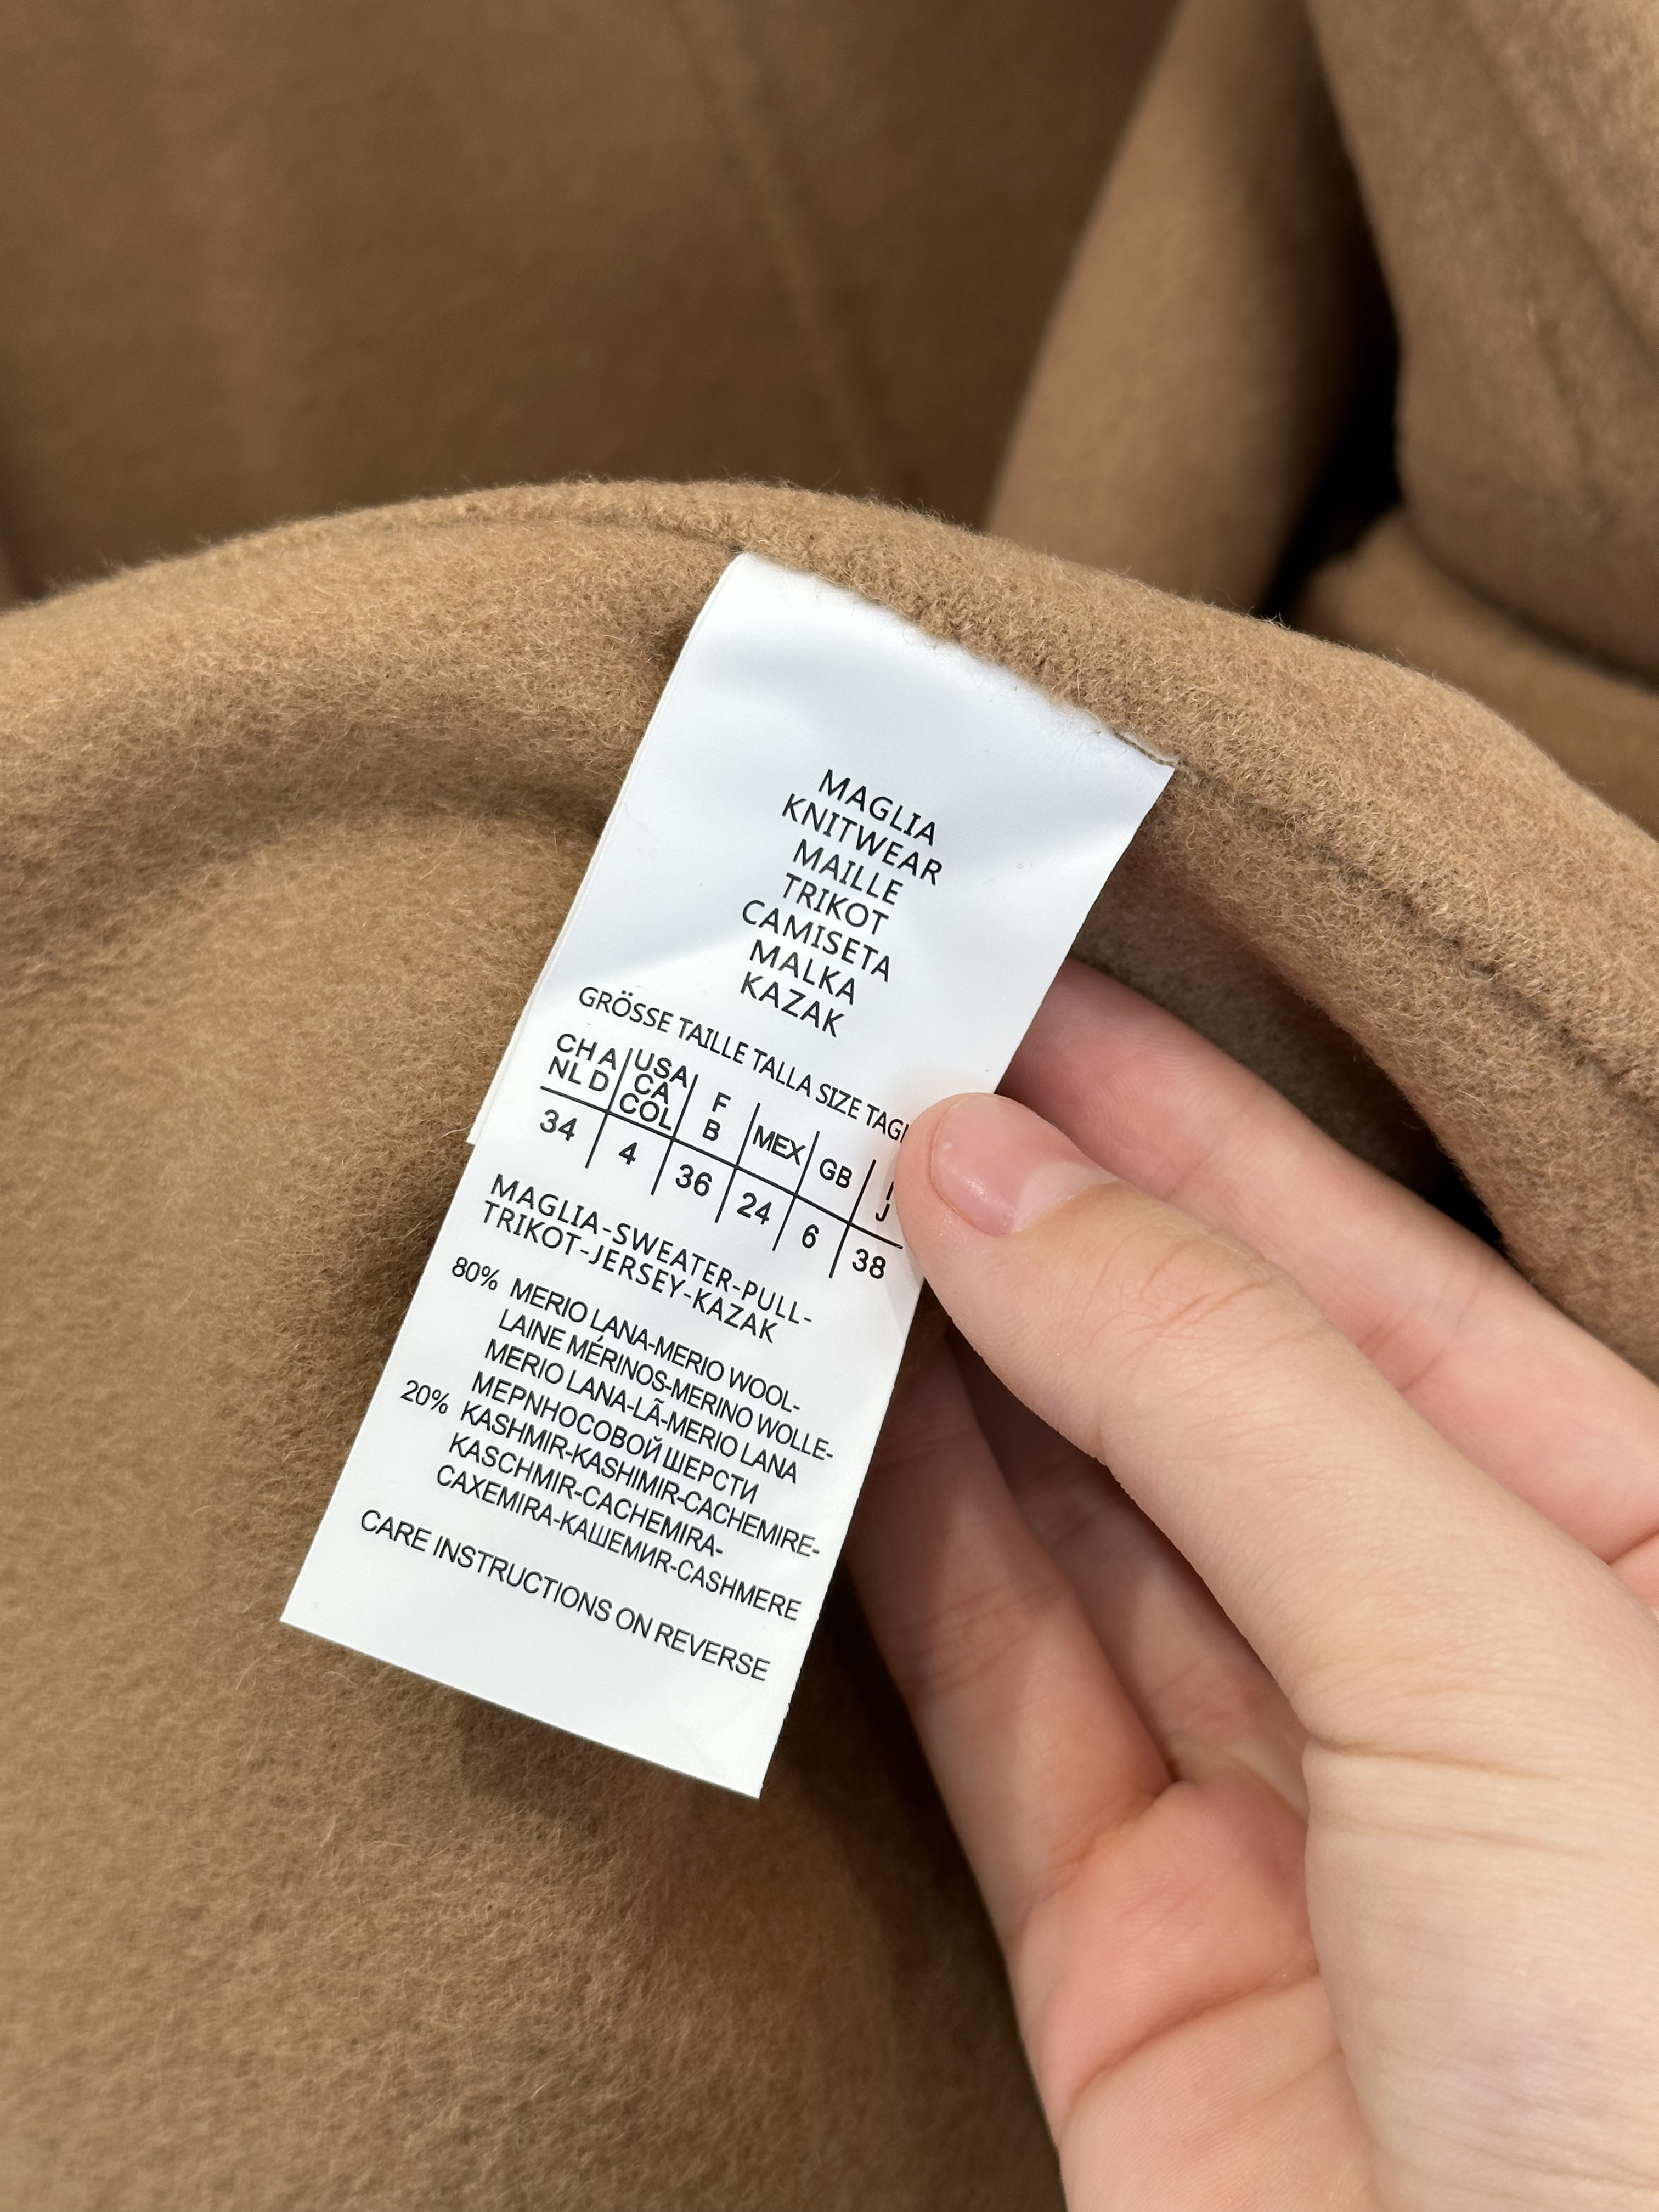 MAGLIA
KNITWEAR
MAILLE
TRIKOT
CAMISETA
MALKA
KAZAK
GRÖSSE TAILLE TALLA SIZE
CH A USA F MEX GB J
NL D CA B
COL
34 4 36 24 6 38
MAGLIA-SWEATER-PULL-
TRIKOT-JERSEY-KAZAK
80% MERIO LANA-MERIO WOOL-
LAINE MÉRINOS-MERINO WOLLE-
MERIO LANA-LÃ-MERIO LANA
МЕРNНОСОВОЙ ШЕРСТИ
20% KASHMIR-KASHIMIR-CACHEMIRE-
KASCHMIR-CACHEMIRA-
CAXEMIRA-КАШЕМИR-CASHMERE
CARE INSTRUCTIONS ON REVERSE